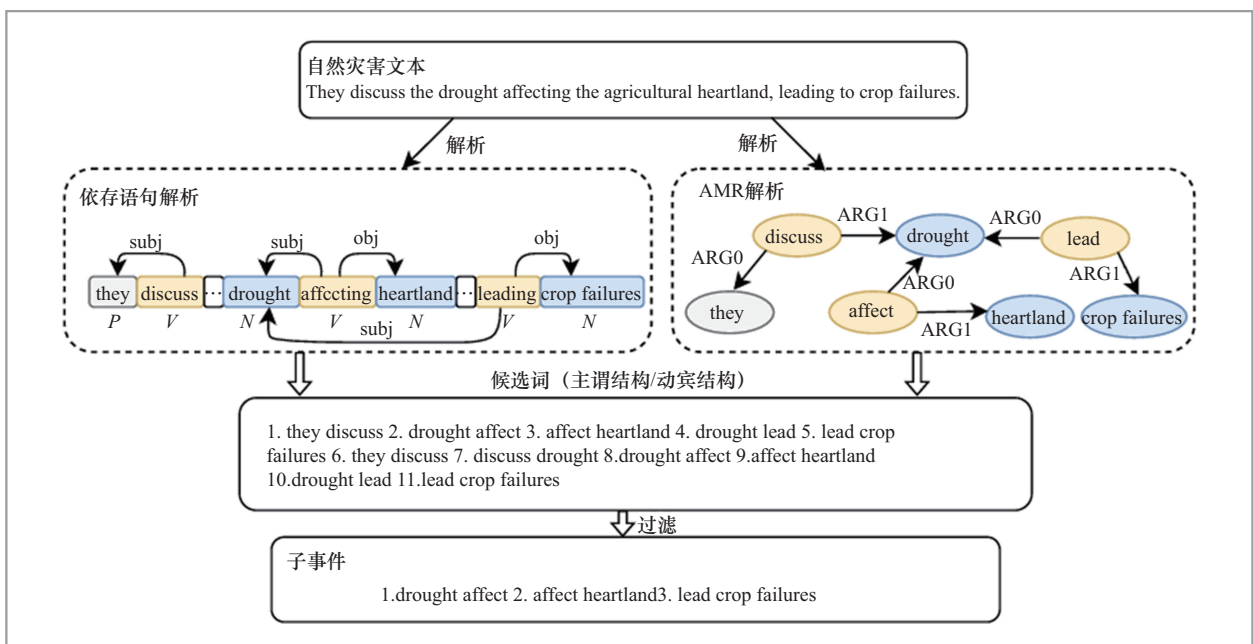 自然灾害文本
They discuss the drought affecting the agricultural heartland, leading to crop failures.
解析
解析
依存语句解析
subj
subj
obj
obj
they discuss ... drought affccting heartland ... leading crop failures
P V N V N V N
subj
AMR解析
discuss
ARG1
drought
ARG0
lead
ARG0
ARG0
ARG1
they
affect
ARG1
heartland
crop failures
候选词（主谓结构/动宾结构）
1. they discuss 2. drought affect 3. affect heartland 4. drought lead 5. lead crop
failures 6. they discuss 7. discuss drought 8.drought affect 9.affect heartland
10.drought lead 11.lead crop failures
过滤
子事件
1.drought affect 2. affect heartland3. lead crop failures